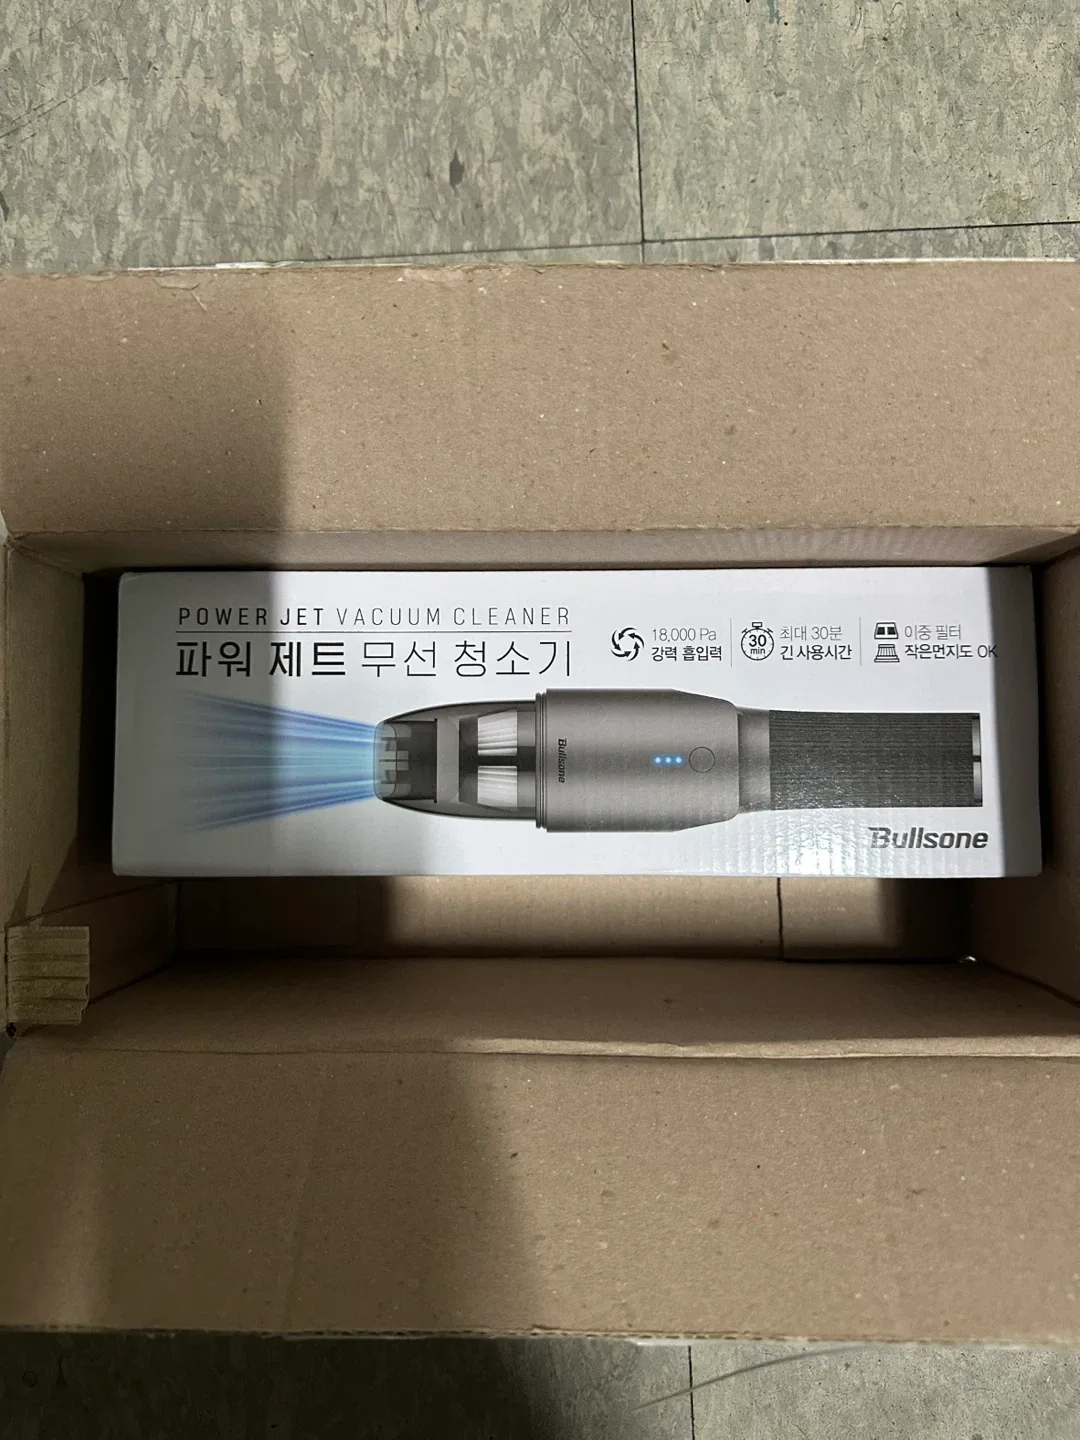 POWER JET VACUUM CLEANER
파워 제트 무선 청소기
18,000 Pa
강력 흡입력
30
min
최대 30분
긴 사용시간
이중 필터
작은먼지도 OK
Bullsone
Bullsone